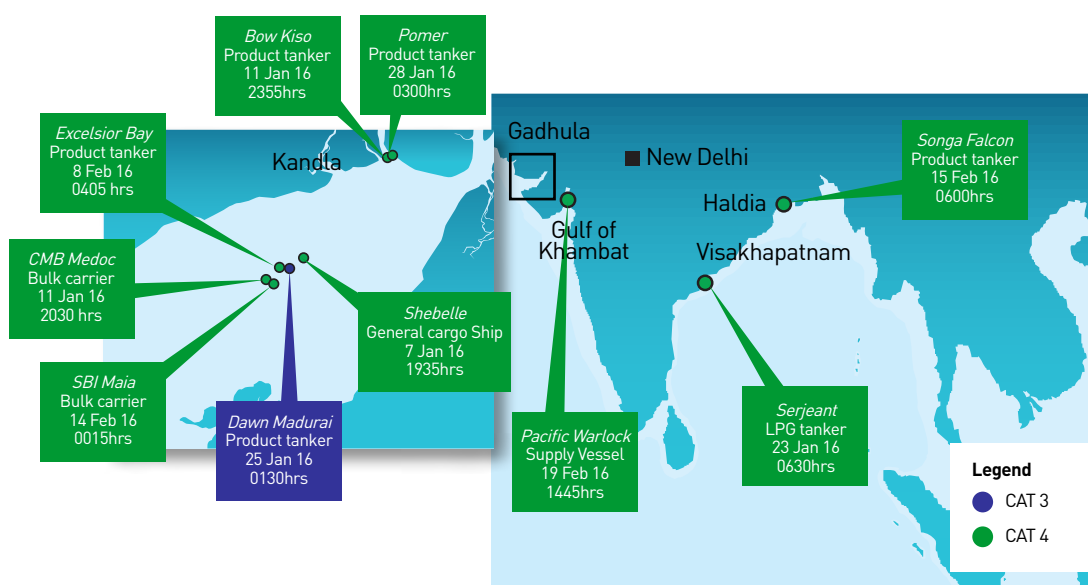 Bow Kiso
Product tanker
11 Jan 16
2355hrs
Pomer
Product tanker
28 Jan 16
0300hrs
Excelsior Bay
Product tanker
8 Feb 16
0405 hrs
Kandla
Gadhula
New Delhi
Songa Falcon
Product tanker
15 Feb 16
0600hrs
Haldia
Gulf of
Khambat
Visakhapatnam
CMB Medoc
Bulk carrier
11 Jan 16
2030 hrs
Shebelle
General cargo Ship
7 Jan 16
1935hrs
SBI Maia
Bulk carrier
14 Feb 16
0015hrs
Dawn Madurai
Product tanker
25 Jan 16
0130hrs
Pacific Warlock
Supply Vessel
19 Feb 16
1445hrs
Serjeant
LPG tanker
23 Jan 16
0630hrs
Legend
CAT 3
CAT 4